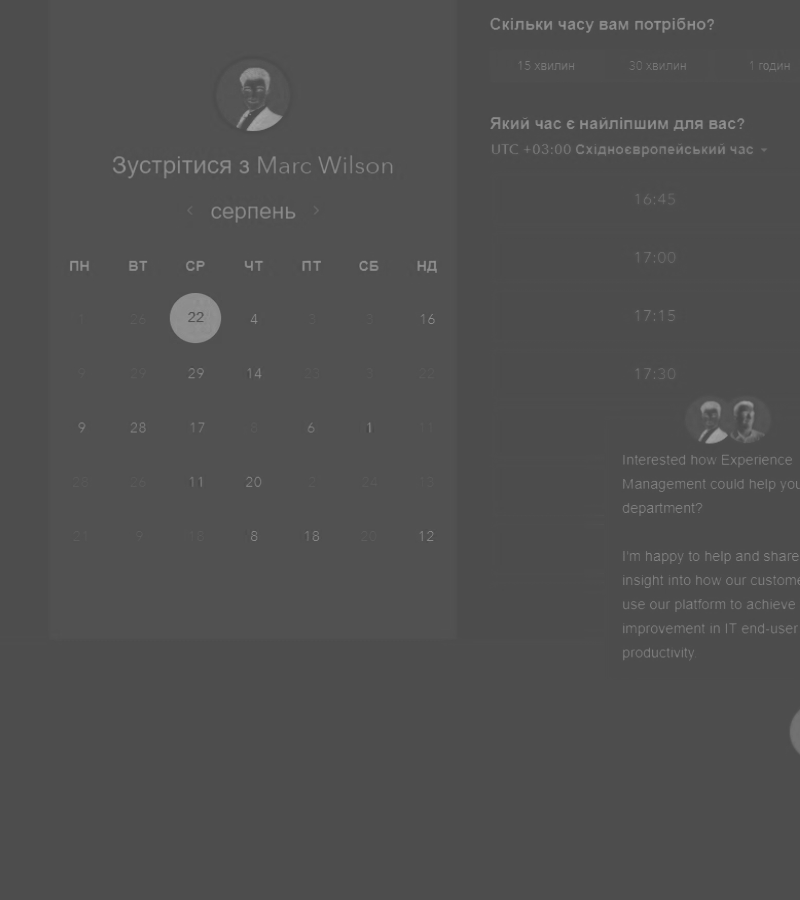 Зустрітися з Marc Wilson
‹ серпень ›
ПН ВТ СР ЧТ ПТ СБ НД
26 22 4 2 3 16
9 29 29 14 23 3 22
9 28 17 8 6 1 11
28 26 11 20 2 24 15
21 9 16 8 18 20 12
Скільки часу вам потрібно?
15 хвилин 30 хвилин 1 годин
Який час є найліпшим для вас?
UTC +03:00 Східноєвропейський час
16:45
17:00
17:15
17:30
Interested how Experience
Management could help you
department?
I'm happy to help and share
insight into how our custome
use our platform to achieve
improvement in IT end-user
productivity.